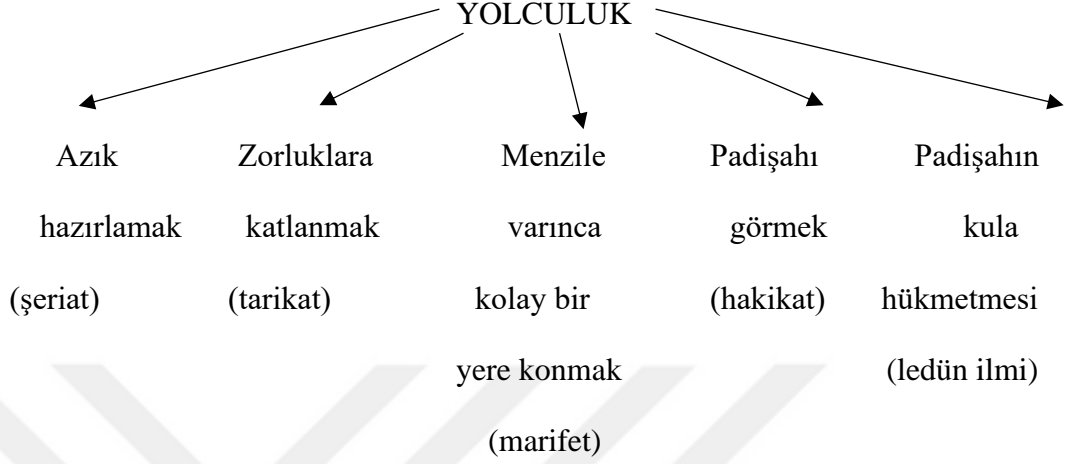 YOLCULUK
Azık
hazırlamak
(şeriat)
Zorluklara
katlanmak
(tarikat)
Menzile
varınca
kolay bir
yere konmak
(marifet)
Padişahı
görmek
(hakikat)
Padişahın
kula
hükmetmesi
(ledün ilmi)